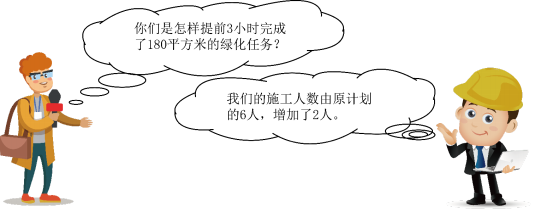 你们是怎样提前3小时完成
了180平方米的绿化任务?
我们的施工人数由原计划
的6人，增加了2人。